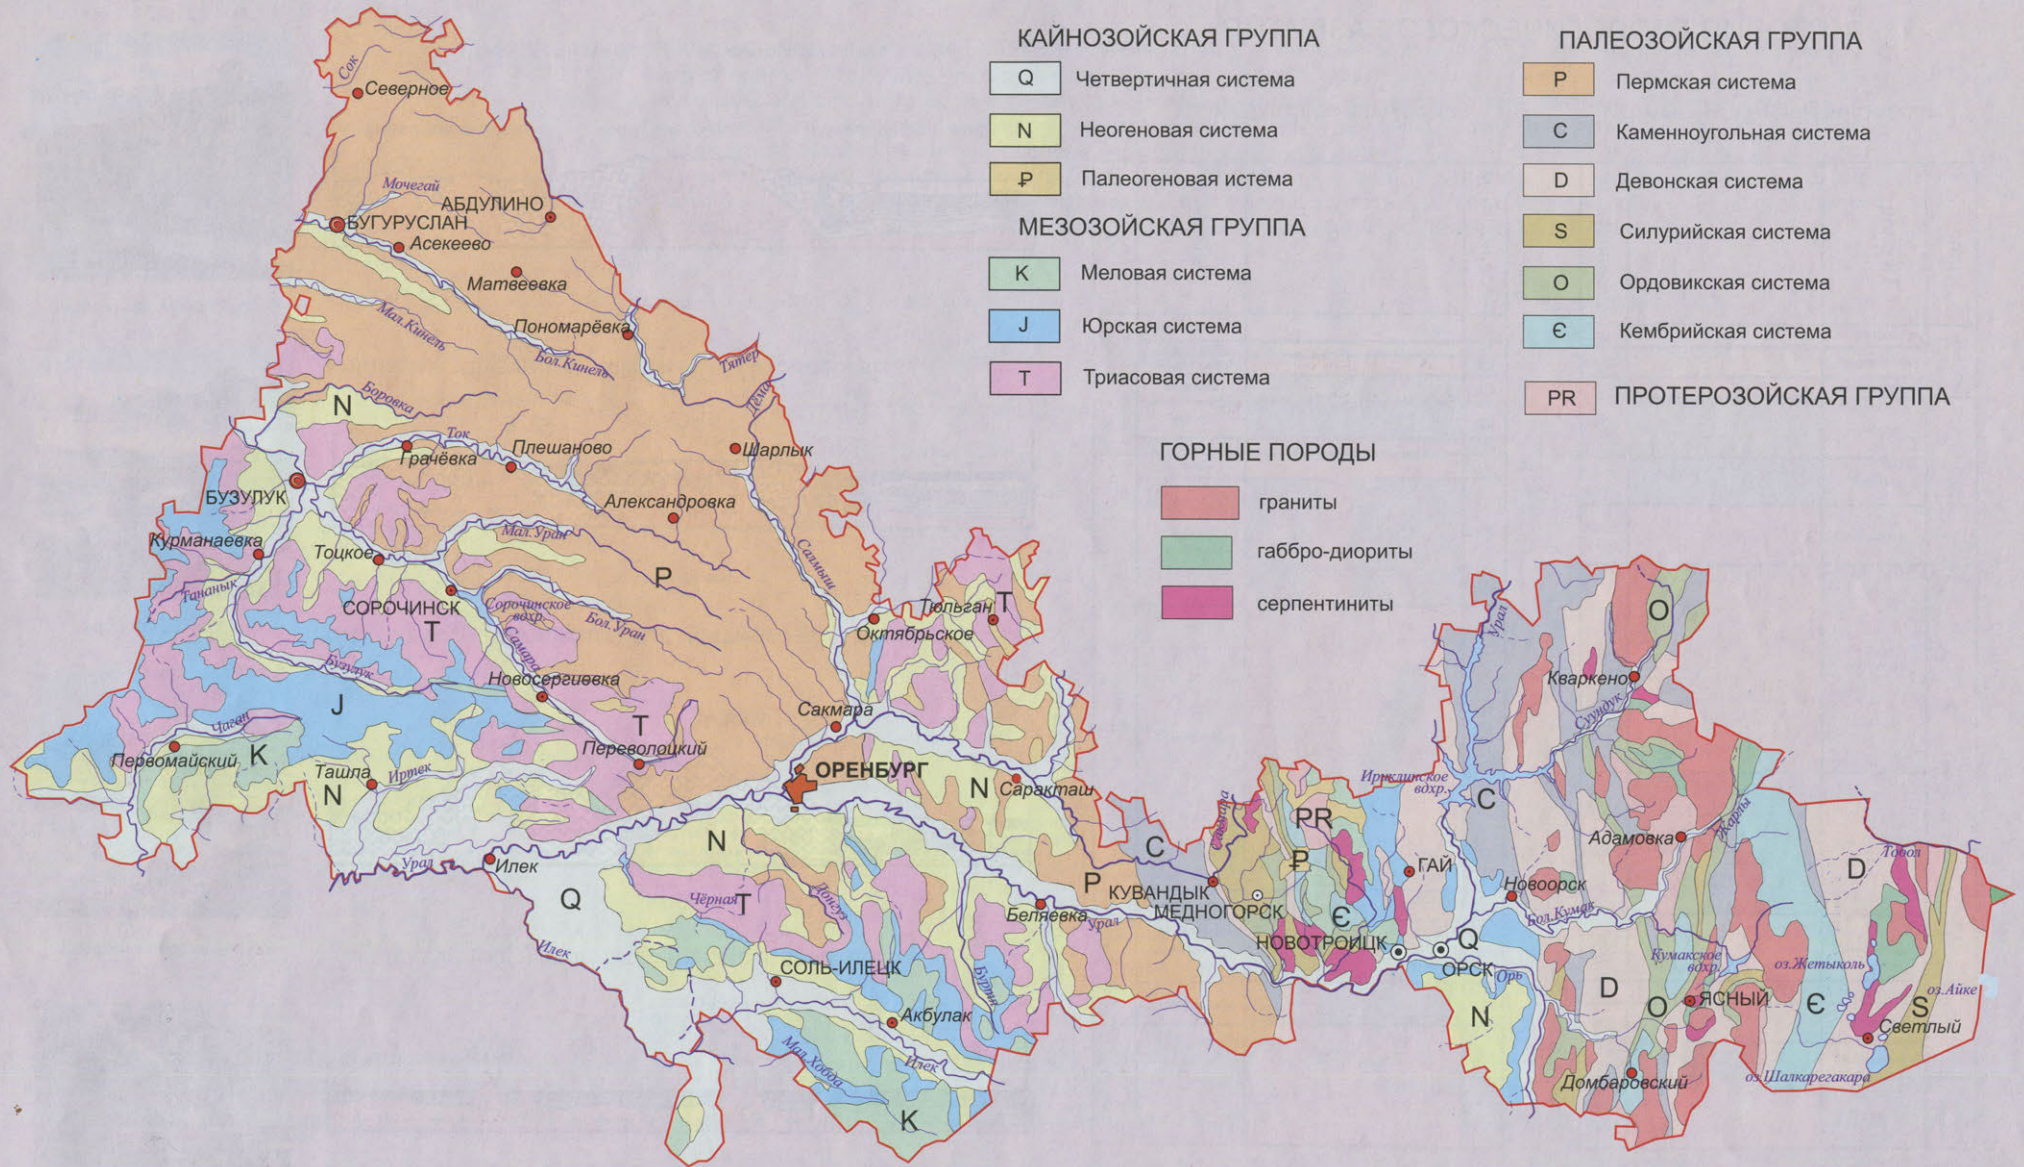 КАЙНОЗОЙСКАЯ ГРУППА
Q Четвертичная система
N Неогеновая система
Ꝑ Палеогеновая истема
МЕЗОЗОЙСКАЯ ГРУППА
K Меловая система
J Юрская система
T Триасовая система
ПАЛЕОЗОЙСКАЯ ГРУППА
P Пермская система
C Каменноугольная система
D Девонская система
S Силурийская система
O Ордовикская система
Є Кембрийская система
PR ПРОТЕРОЗОЙСКАЯ ГРУППА
ГОРНЫЕ ПОРОДЫ
граниты
габбро-диориты
серпентиниты
Сок
Северное
Мочегай
АБДУЛИНО
БУГУРУСЛАН
Асекеево
Матвеевка
Мал.Кинель
Пономарёвка
Бол.Кинель
Тятер
Дёма
N
Боровка
Ток
Плешаново
Грачёвка
Шарлык
БУЗУЛУК
Александровка
Курманаевка
Тоцкое
Мал.Уран
Салмыш
P
Тананык
СОРОЧИНСК
Сорочинское
вдхр.
T
Бол.Уран
Самара
Тюльган
T
Октябрьское
Бузулук
Новосергиевка
J
Чаган
T
Сакмара
Первомайский
K
Ташла
Иртек
N
Переволоцкий
ОРЕНБУРГ
N
Саракташ
Урал
Илек
N
Q
Чёрная
T
Донгуз
Илек
P
Беляевка
Урал
СОЛЬ-ИЛЕЦК
Бурля
Акбулак
Мал.Хобда
Илек
K
C
КУВАНДЫК
МЕДНОГОРСК
PR
Ꝑ
Є
НОВОТРОИЦК
ГАЙ
Q
ОРСК
Орь
N
Урал
O
Кваркено
Суундук
Ириклинское
вдхр.
C
Адамовка
Жарлы
Новоорск
Бол.Кумак
D
Тобол
Кумакское
вдхр.
оз.Жетыколь
D
O
ЯСНЫЙ
Є
S
оз.Айке
Светлый
Домбаровский
оз.Шалкарегакара